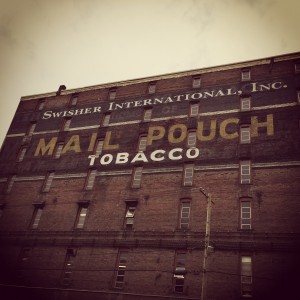 Swisher International, Inc.
MAIL POUCH
TOBACCO